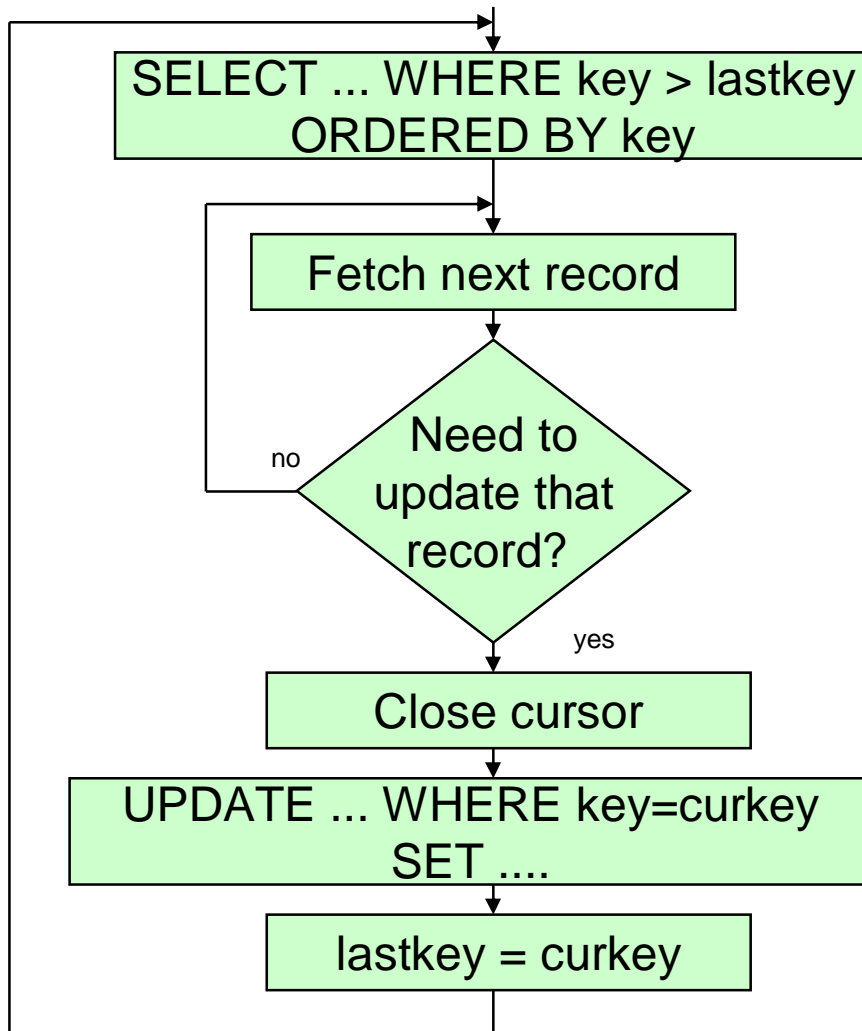 SELECT ... WHERE key > lastkey
ORDERED BY key
Fetch next record
Need to
update that
record?
no
yes
Close cursor
UPDATE ... WHERE key=curkey
SET ....
lastkey = curkey